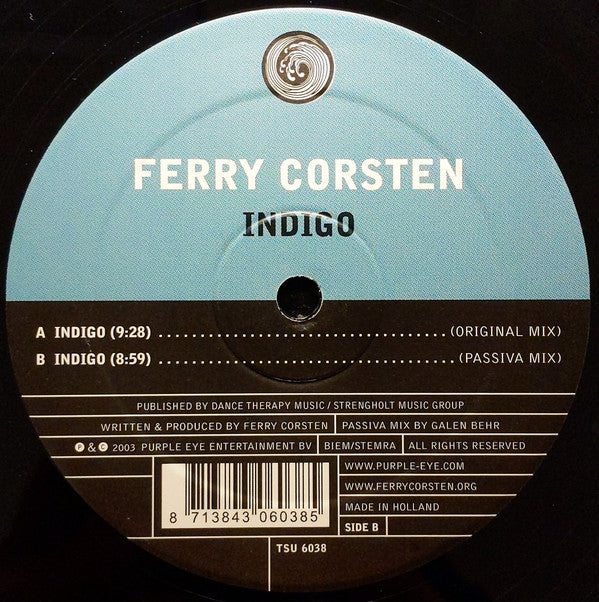 FERRY CORSTEN
INDIGO
A INDIGO (9:28) ........................................ (ORIGINAL MIX)
B INDIGO (8:59) ........................................ (PASSIVA MIX)
PUBLISHED BY DANCE THERAPY MUSIC / STRENGHOLT MUSIC GROUP
WRITTEN & PRODUCED BY FERRY CORSTEN | PASSIVA MIX BY GALEN BEHR
Ⓟ & © 2003 PURPLE EYE ENTERTAINMENT BV | BIEM/STEMRA | ALL RIGHTS RESERVED
WWW.PURPLE-EYE.COM
WWW.FERRYCORSTEN.ORG
MADE IN HOLLAND
SIDE B
8 713843 060385
TSU 6038